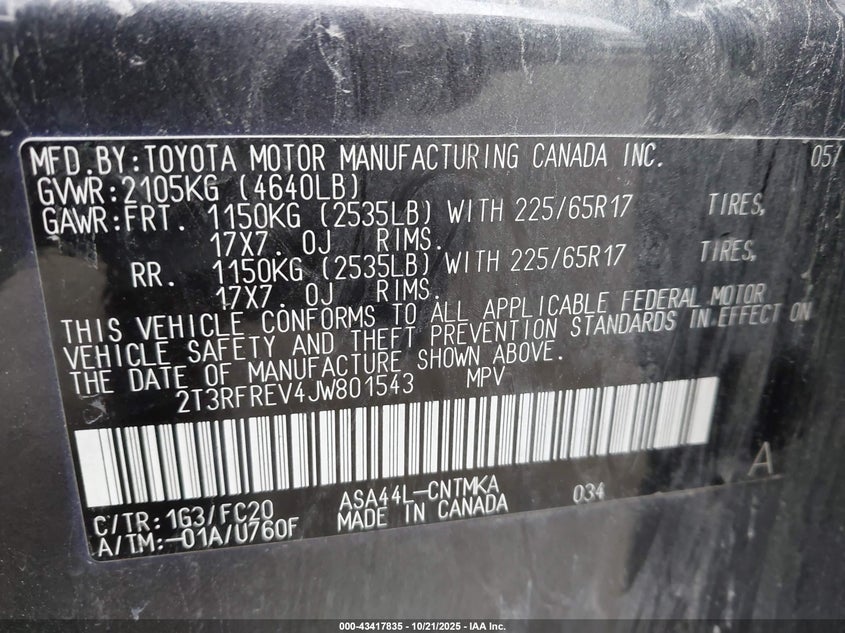 MFD.BY:TOYOTA MOTOR MANUFACTURING CANADA INC. 05/
GVWR:2105KG (4640LB)
GAWR:FRT. 1150KG (2535LB) WITH 225/65R17 TIRES,
17X7. 0J RIMS.
RR. 1150KG (2535LB) WITH 225/65R17 TIRES,
17X7. 0J RIMS.
THIS VEHICLE CONFORMS TO ALL APPLICABLE FEDERAL MOTOR
VEHICLE SAFETY AND THEFT PREVENTION STANDARDS IN EFFECT ON
THE DATE OF MANUFACTURE SHOWN ABOVE.
2T3RFREV4JW801543 MPV
A
C/TR:1G3/FC20 ASA44L-CNTMKA 034
A/TM:-01A/U760F MADE IN CANADA
000-43417835 - 10/21/2025 - IAA Inc.